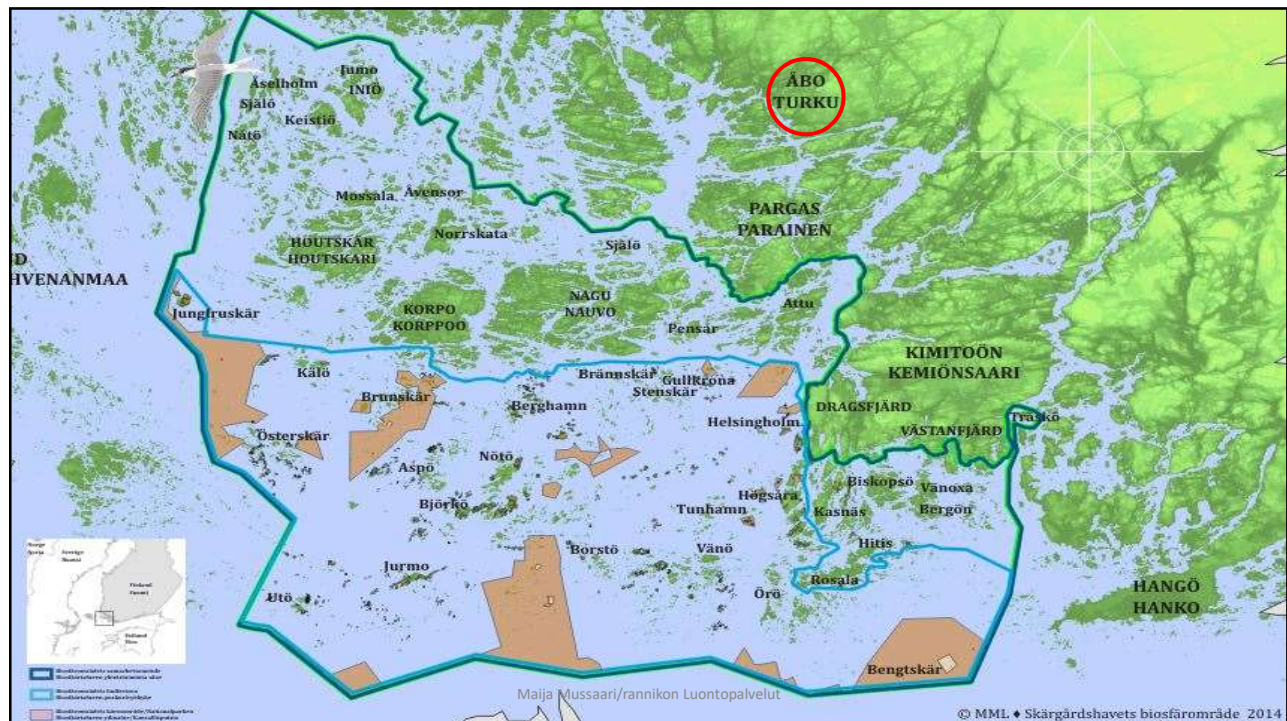 Jumo
INIÖ
Åselholm
Själö
Keistiö
Nåtö
ÅBO
TURKU
Mossala
Åvensor
PARGAS
PARAINEN
Norrskata
Själö
HOUTSKÄR
HOUTSKARI
D
HVENANMAA
NAGU
NAUVO
Attu
Jungfruskär
KORPO
KORPPOO
Pensar
KIMITOÖN
KEMIÖNSAARI
Kälö
Brännskär
Gullkrona
Stenskär
Brunskär
Berghamn
DRAGSFJÄRD
Helsingholm
VÄSTANFJÄRD
Träskö
Österskär
Nötö
Aspö
Biskopsö
Vänoxa
Högsåra
Björkö
Tunhamn
Kasnäs
Bergön
Hitis
Borstö
Vänö
Jurmo
Rosala
Örö
Utö
HANGÖ
HANKO
Bengtskär
Maija Mussaari/rannikon Luontopalvelut
© MML ♦ Skärgårdshavets biosfärområde 2014